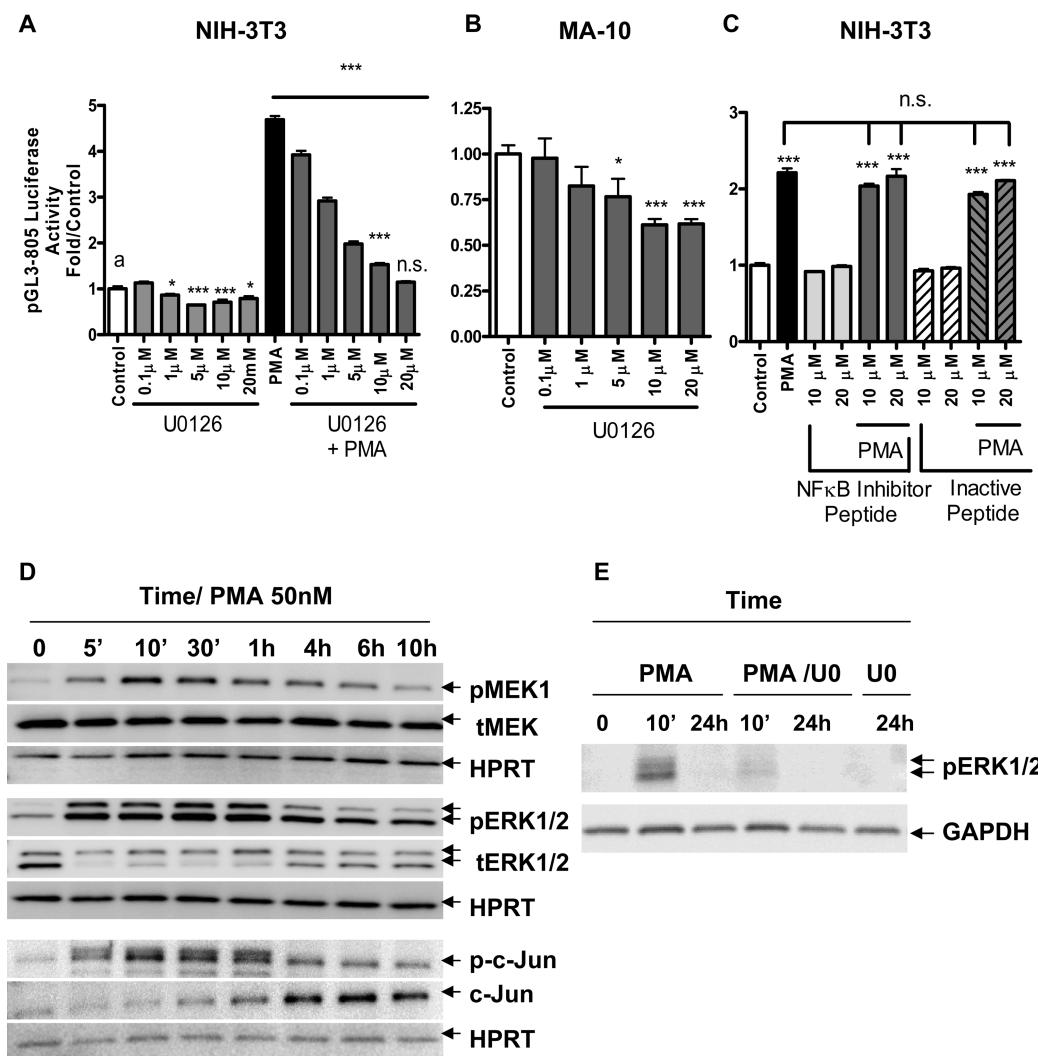 A
NIH-3T3
***
pGL3-805 Luciferase
Activity
Fold/Control
5
4
3
2
1
0
a
*
***
***
*
***
n.s.
Control
0.1μM
1μM
5μM
10μM
20mM
PMA
0.1μM
1μM
5μM
10μM
20μM
U0126
U0126
+ PMA
B
MA-10
1.25
1.00
0.75
0.50
0.25
0.00
*
***
***
Control
0.1μM
1 μM
5 μM
10 μM
20 μM
U0126
C
NIH-3T3
n.s.
3
2
1
0
***
***
***
***
***
Control
PMA
10 μM
20 μM
10 μM
20 μM
10 μM
20 μM
10 μM
20 μM
PMA
PMA
NFκB Inhibitor
Peptide
Inactive
Peptide
D
Time/ PMA 50nM
0 5’ 10’ 30’ 1h 4h 6h 10h
pMEK1
tMEK
HPRT
pERK1/2
tERK1/2
HPRT
p-c-Jun
c-Jun
HPRT
E
Time
PMA PMA /U0 U0
0 10’ 24h 10’ 24h 24h
pERK1/2
GAPDH